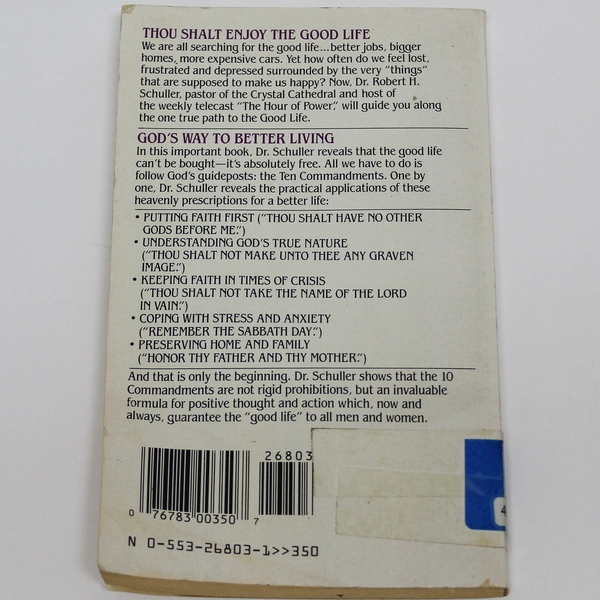 THOU SHALT ENJOY THE GOOD LIFE
We are all searching for the good life...better jobs, bigger
homes, more expensive cars. Yet how often do we feel lost,
frustrated and depressed surrounded by the very "things"
that are supposed to make us happy? Now, Dr. Robert H.
Schuller, pastor of the Crystal Cathedral and host of
the weekly telecast "The Hour of Power," will guide you along
the one true path to the Good Life.
GOD'S WAY TO BETTER LIVING
In this important book, Dr. Schuller reveals that the good life
can't be bought—it's absolutely free. All we have to do is
follow God's guideposts: the Ten Commandments. One by
one, Dr. Schuller reveals the practical applications of these
heavenly prescriptions for a better life:
• PUTTING FAITH FIRST ("THOU SHALT HAVE NO OTHER
GODS BEFORE ME.")
• UNDERSTANDING GOD'S TRUE NATURE
("THOU SHALT NOT MAKE UNTO THEE ANY GRAVEN
IMAGE.")
• KEEPING FAITH IN TIMES OF CRISIS
("THOU SHALT NOT TAKE THE NAME OF THE LORD
IN VAIN.")
• COPING WITH STRESS AND ANXIETY
("REMEMBER THE SABBATH DAY.")
• PRESERVING HOME AND FAMILY
("HONOR THY FATHER AND THY MOTHER.")
And that is only the beginning. Dr. Schuller shows that the 10
Commandments are not rigid prohibitions, but an invaluable
formula for positive thought and action which, now and
always, guarantee the "good life" to all men and women.
26803
0 76783 00350 7
N 0-553-26803-1>>350
4